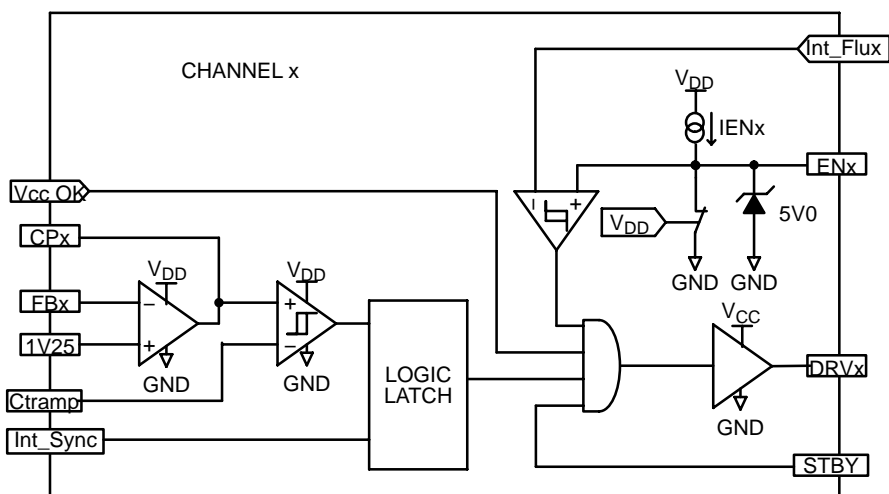 Int_Flux
CHANNEL x
VDD
IENx
ENx
Vcc OK
– +
VDD
5V0
CPx
GND GND
VDD VDD
FBx
–
+
VCC
1V25
+
–
GND GND
LOGIC
LATCH
DRVx
Ctramp
GND
Int_Sync
STBY